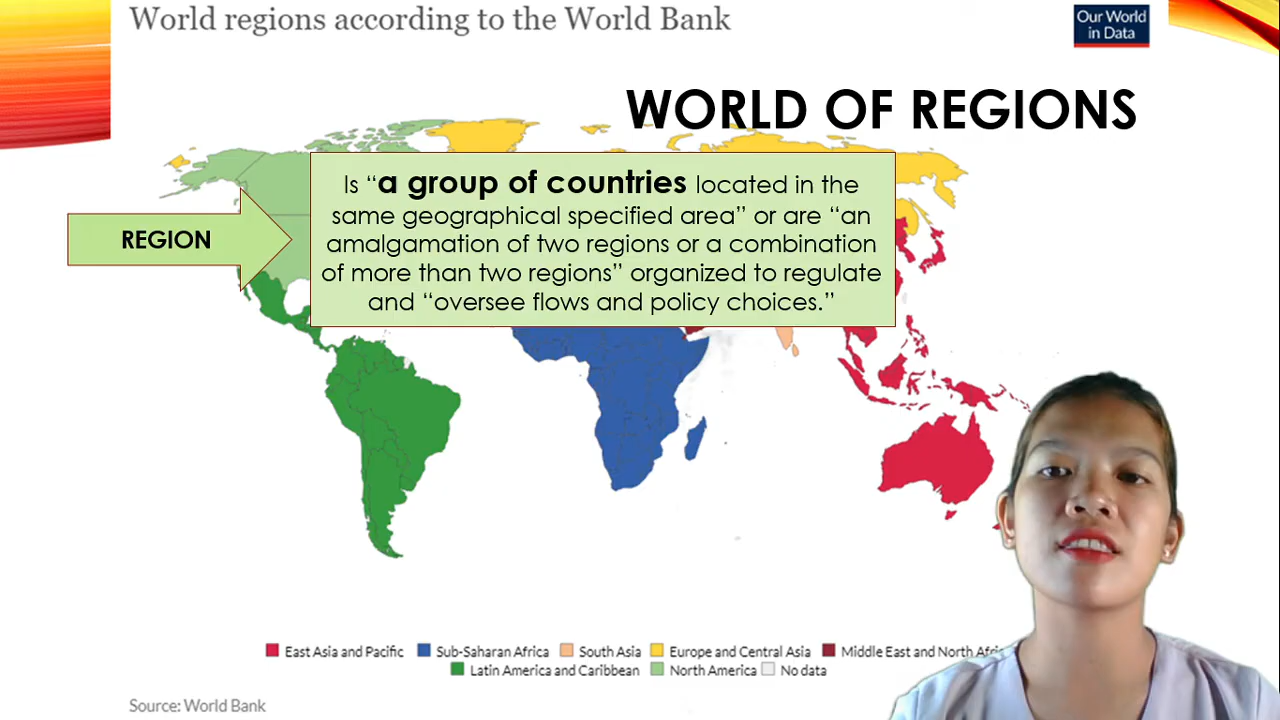 World regions according to the World Bank
Our World
in Data
WORLD OF REGIONS
REGION
Is “a group of countries located in the
same geographical specified area” or are “an
amalgamation of two regions or a combination
of more than two regions” organized to regulate
and “oversee flows and policy choices.”
East Asia and Pacific Sub-Saharan Africa South Asia Europe and Central Asia Middle East and North
Latin America and Caribbean North America No data
Source: World Bank